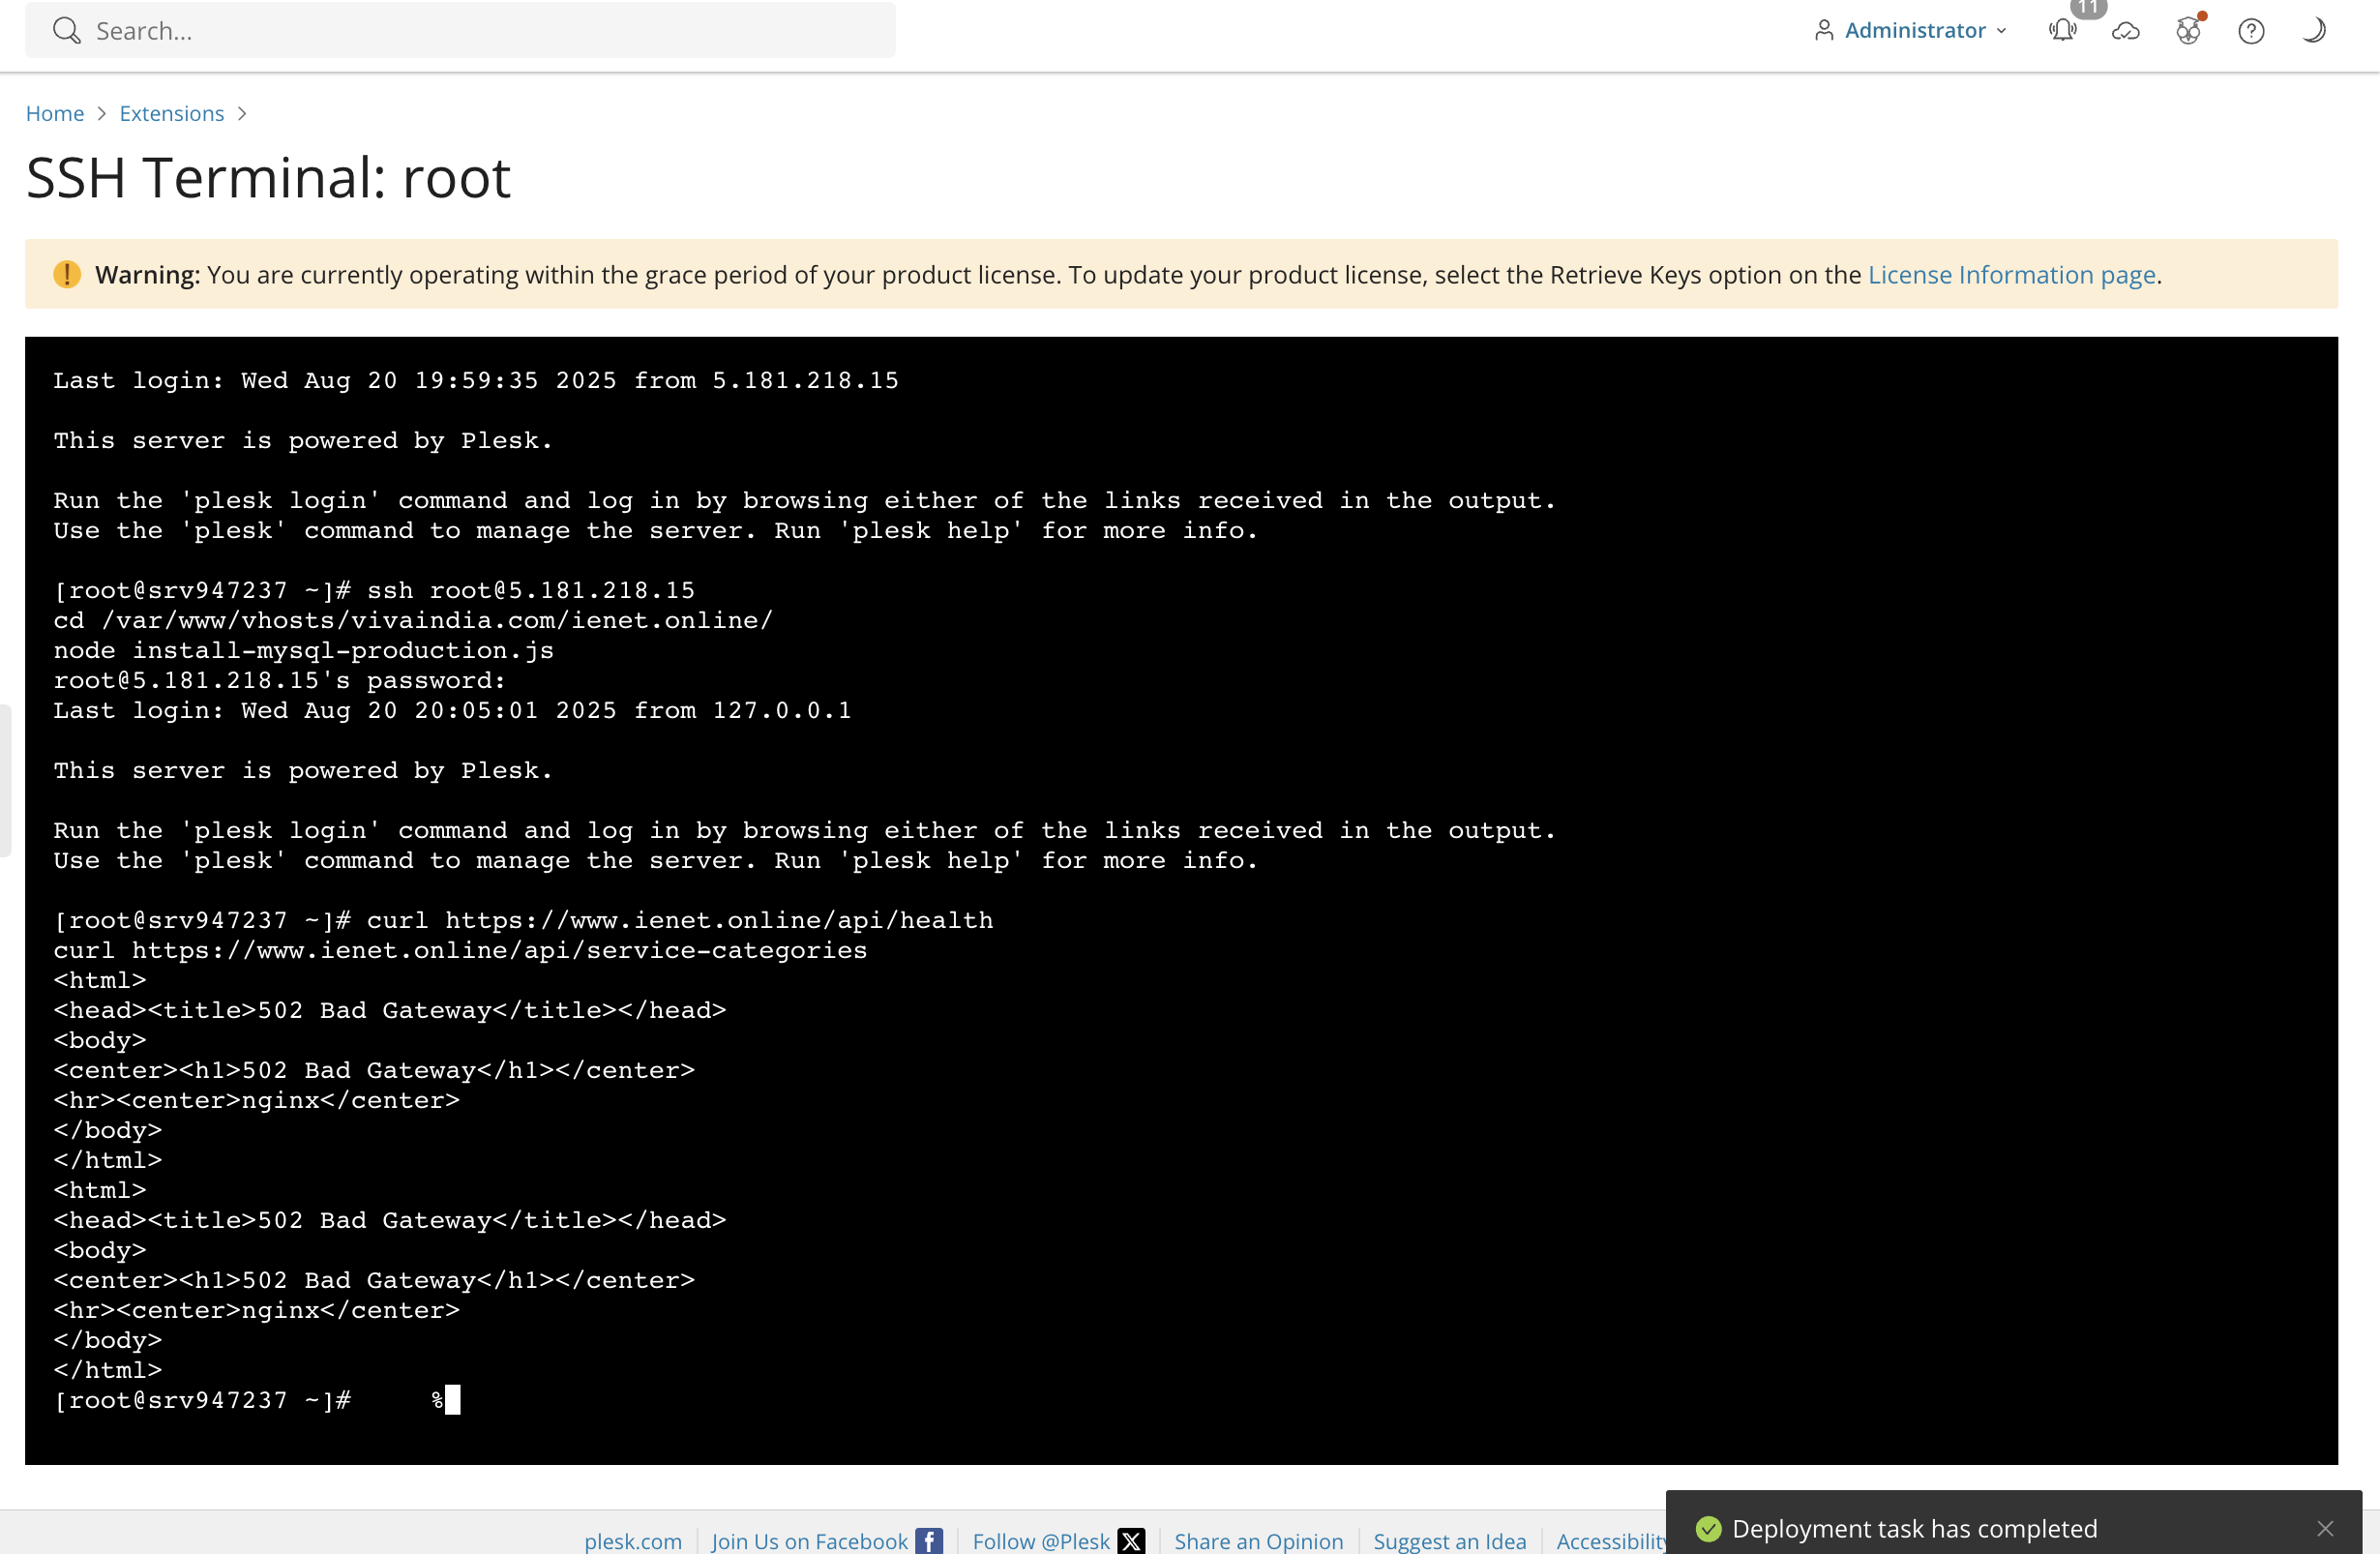 Search...
Administrator
11
Home > Extensions >
SSH Terminal: root
Warning: You are currently operating within the grace period of your product license. To update your product license, select the Retrieve Keys option on the License Information page.
Last login: Wed Aug 20 19:59:35 2025 from 5.181.218.15
This server is powered by Plesk.
Run the 'plesk login' command and log in by browsing either of the links received in the output.
Use the 'plesk' command to manage the server. Run 'plesk help' for more info.
[root@srv947237 ~]# ssh root@5.181.218.15
cd /var/www/vhosts/vivaindia.com/ienet.online/
node install-mysql-production.js
root@5.181.218.15's password:
Last login: Wed Aug 20 20:05:01 2025 from 127.0.0.1
This server is powered by Plesk.
Run the 'plesk login' command and log in by browsing either of the links received in the output.
Use the 'plesk' command to manage the server. Run 'plesk help' for more info.
[root@srv947237 ~]# curl https://www.ienet.online/api/health
curl https://www.ienet.online/api/service-categories
<html>
<head><title>502 Bad Gateway</title></head>
<body>
<center><h1>502 Bad Gateway</h1></center>
<hr><center>nginx</center>
</body>
</html>
<html>
<head><title>502 Bad Gateway</title></head>
<body>
<center><h1>502 Bad Gateway</h1></center>
<hr><center>nginx</center>
</body>
</html>
[root@srv947237 ~]#     %
plesk.com Join Us on Facebook Follow @Plesk Share an Opinion Suggest an Idea Accessibility
Deployment task has completed